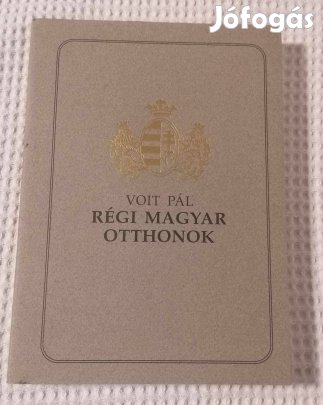 Jófogás
VOIT PÁL
RÉGI MAGYAR
OTTHONOK